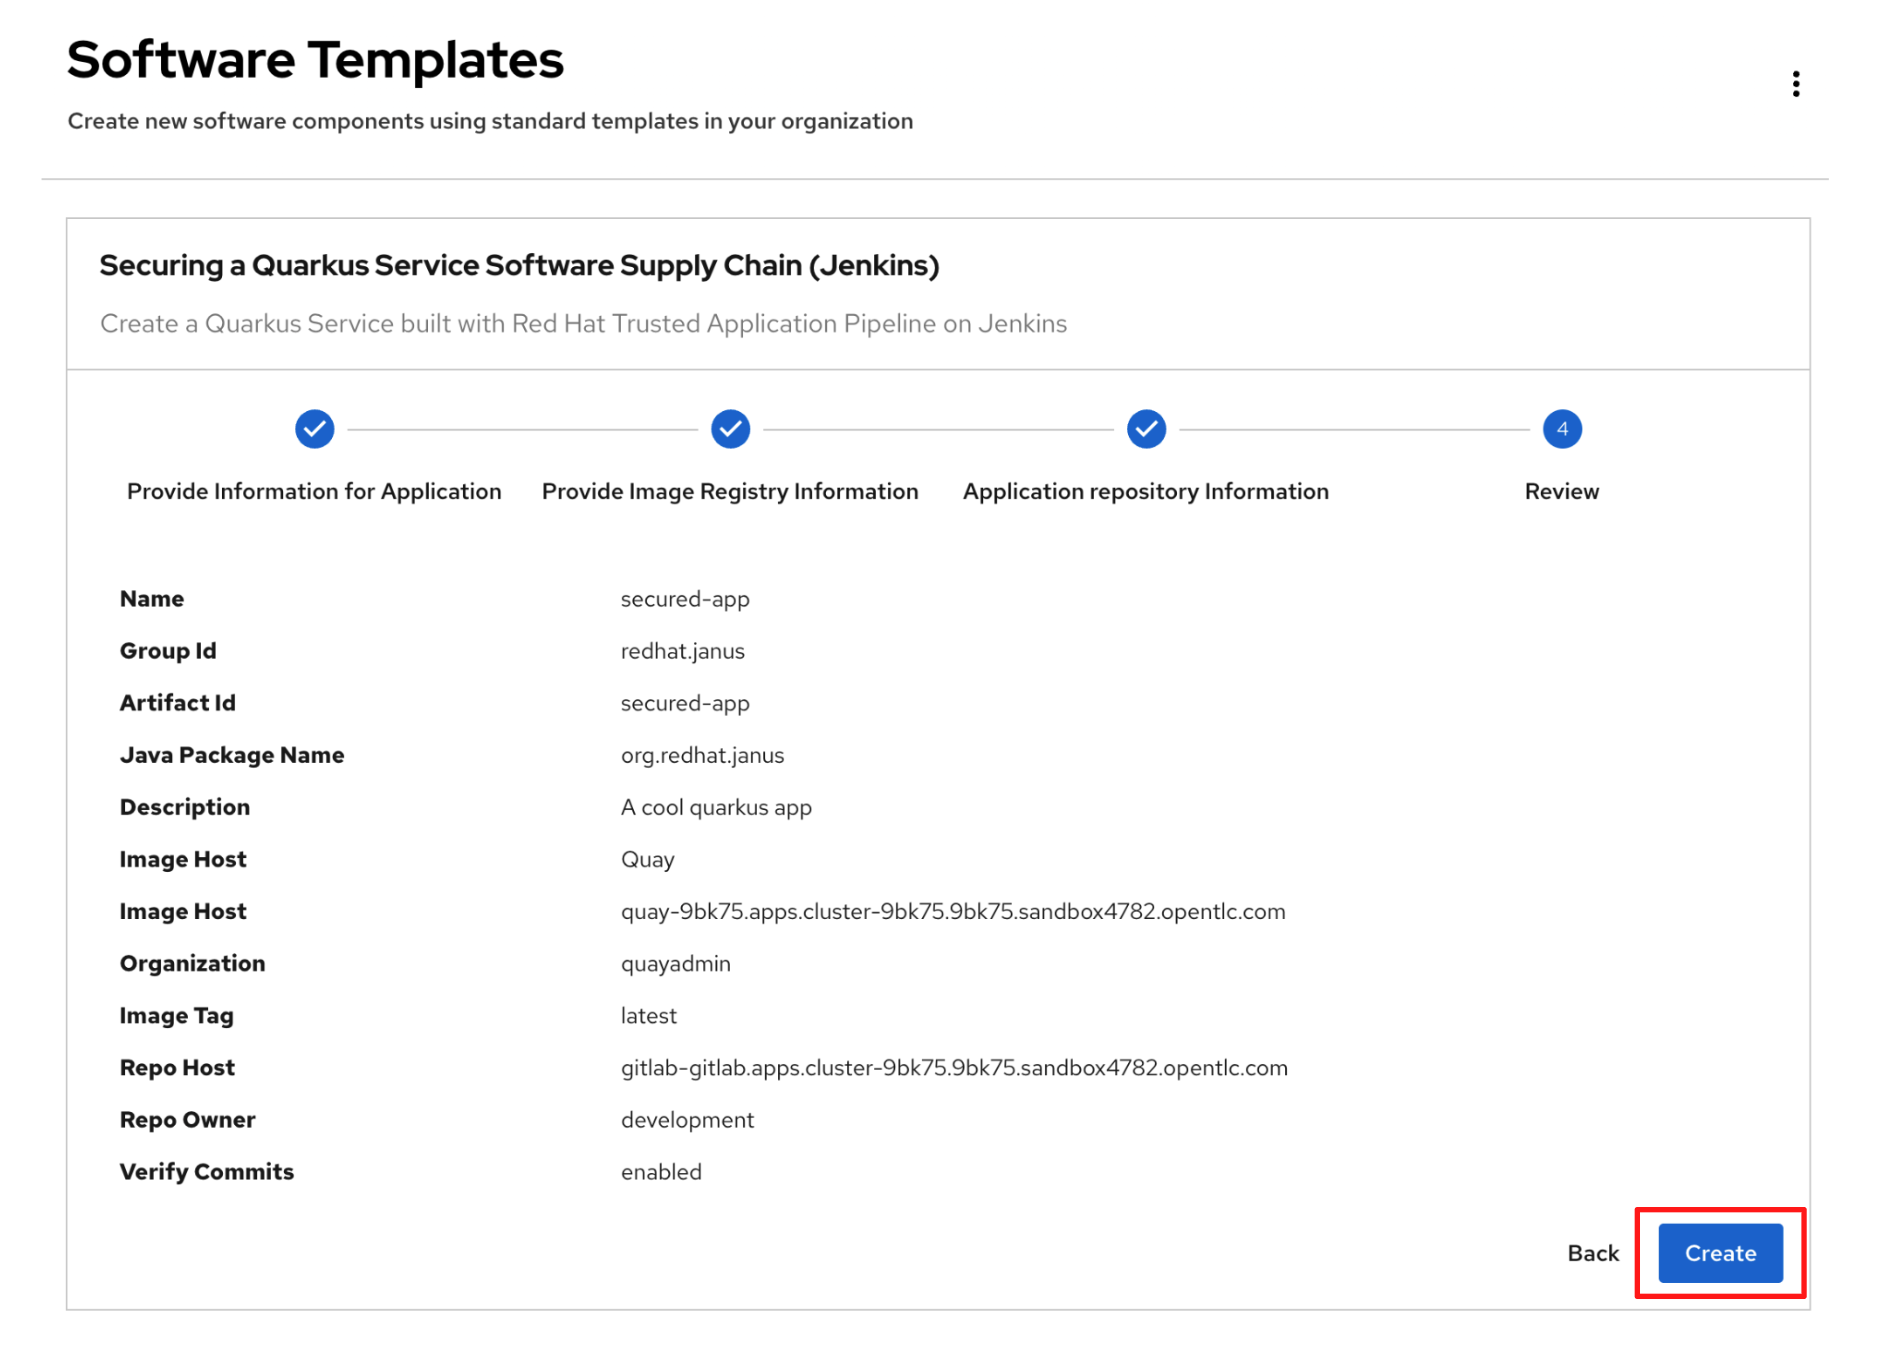 Software Templates
Create new software components using standard templates in your organization
Securing a Quarkus Service Software Supply Chain (Jenkins)
Create a Quarkus Service built with Red Hat Trusted Application Pipeline on Jenkins
4
Provide Information for Application Provide Image Registry Information Application repository Information Review
Name secured-app
Group Id redhat.janus
Artifact Id secured-app
Java Package Name org.redhat.janus
Description A cool quarkus app
Image Host Quay
Image Host quay-9bk75.apps.cluster-9bk75.9bk75.sandbox4782.opentlc.com
Organization quayadmin
Image Tag latest
Repo Host gitlab-gitlab.apps.cluster-9bk75.9bk75.sandbox4782.opentlc.com
Repo Owner development
Verify Commits enabled
Back Create